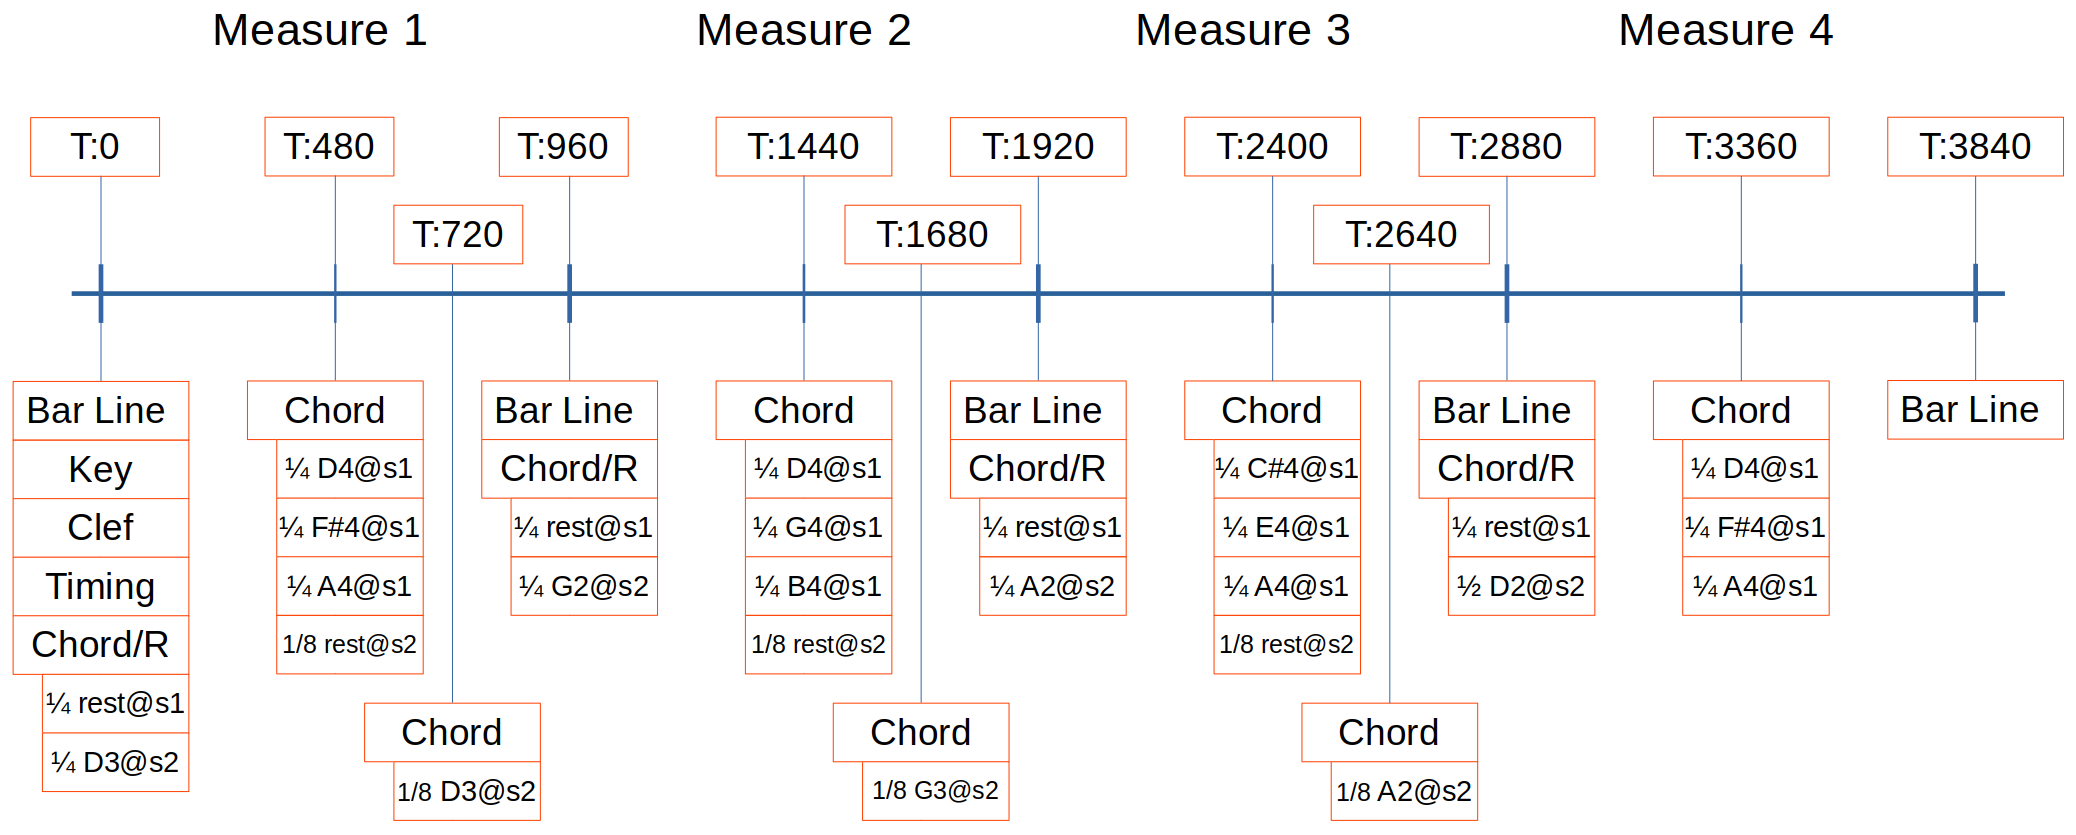 Measure 1
Measure 2
Measure 3
Measure 4
T:0
T:480
T:960
T:1440
T:1920
T:2400
T:2880
T:3360
T:3840
T:720
T:1680
T:2640
Bar Line
Key
Clef
Timing
Chord/R
¼ rest@s1
¼ D3@s2
Chord
¼ D4@s1
¼ F#4@s1
¼ A4@s1
1/8 rest@s2
Chord
1/8 D3@s2
Bar Line
Chord/R
¼ rest@s1
¼ G2@s2
Chord
¼ D4@s1
¼ G4@s1
¼ B4@s1
1/8 rest@s2
Chord
1/8 G3@s2
Bar Line
Chord/R
¼ rest@s1
¼ A2@s2
Chord
¼ C#4@s1
¼ E4@s1
¼ A4@s1
1/8 rest@s2
Chord
1/8 A2@s2
Bar Line
Chord/R
¼ rest@s1
½ D2@s2
Chord
¼ D4@s1
¼ F#4@s1
¼ A4@s1
Bar Line